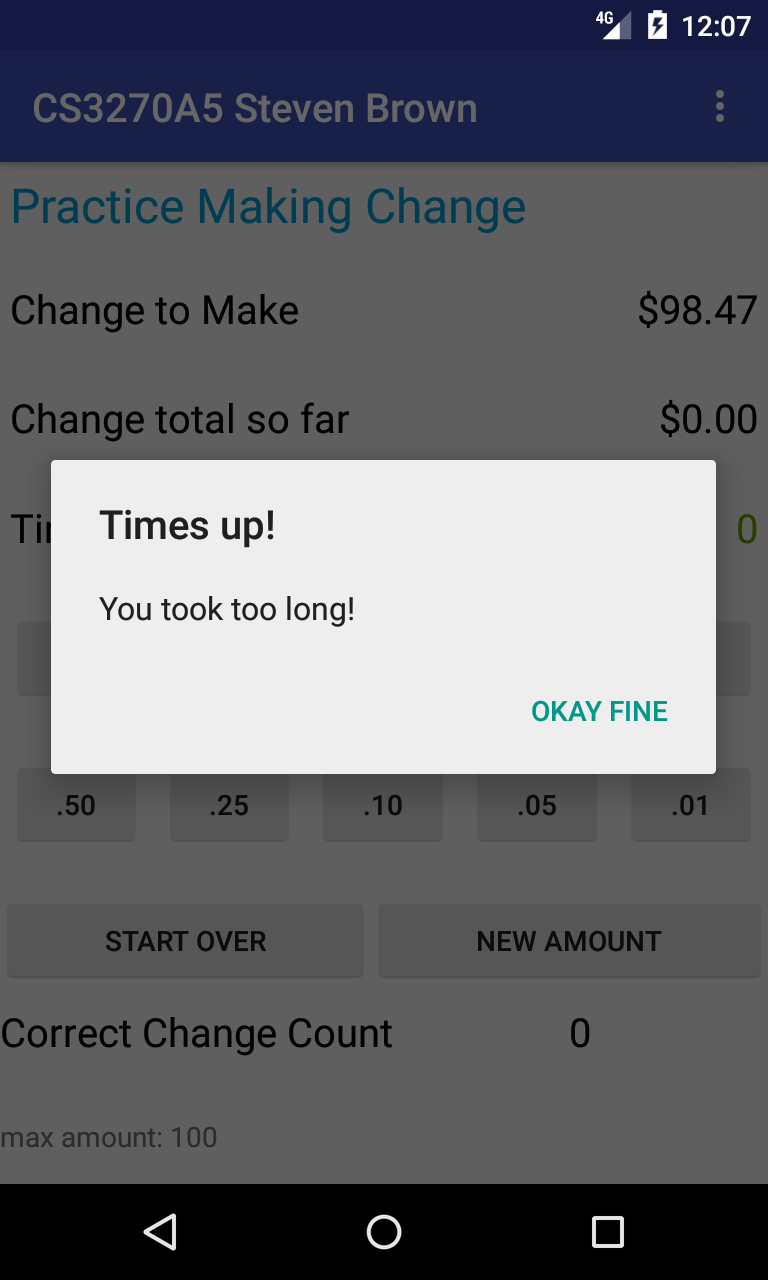 4G 12:07
CS3270A5 Steven Brown
Practice Making Change
Change to Make $98.47
Change total so far $0.00
0
Times up!
You took too long!
OKAY FINE
.50 .25 .10 .05 .01
START OVER NEW AMOUNT
Correct Change Count 0
max amount: 100